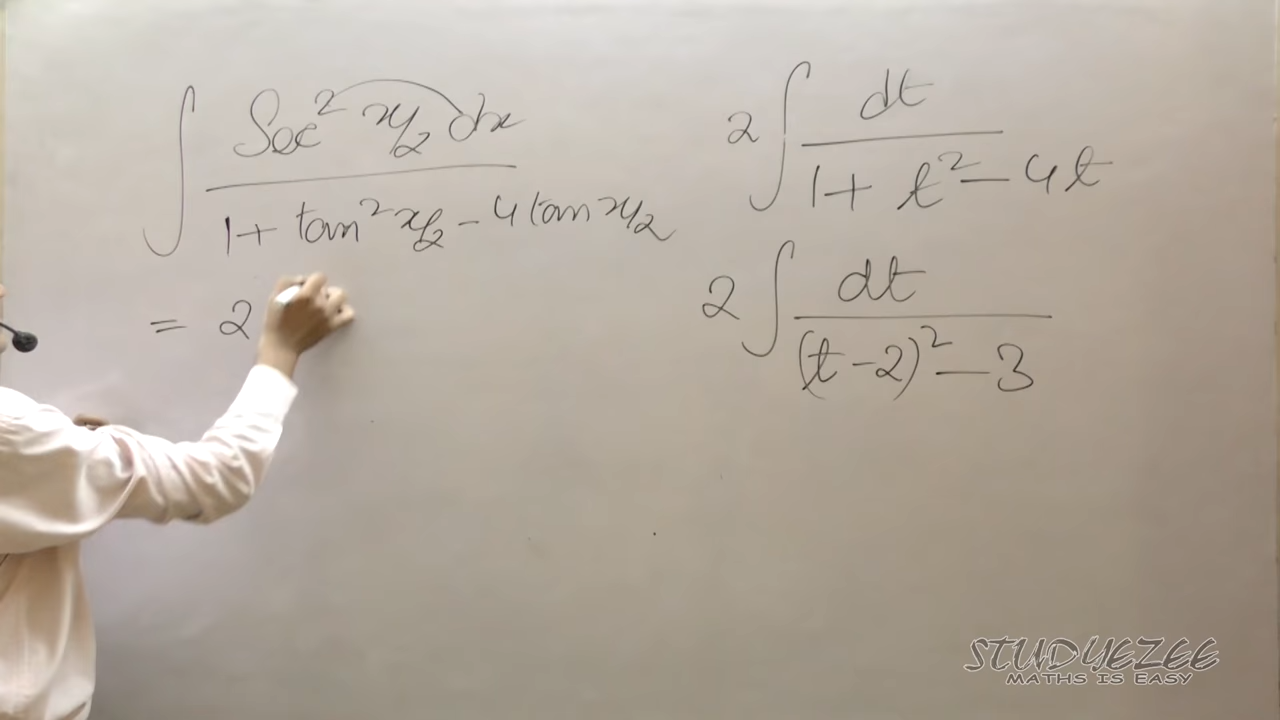 ∫ Sec² x/2 dx / 1 + tan² x/2 - 4 tan x/2
= 2
2 ∫ dt / 1 + t² - 4t
2 ∫ dt / (t-2)² - 3
STUDYEZEE
MATHS IS EASY